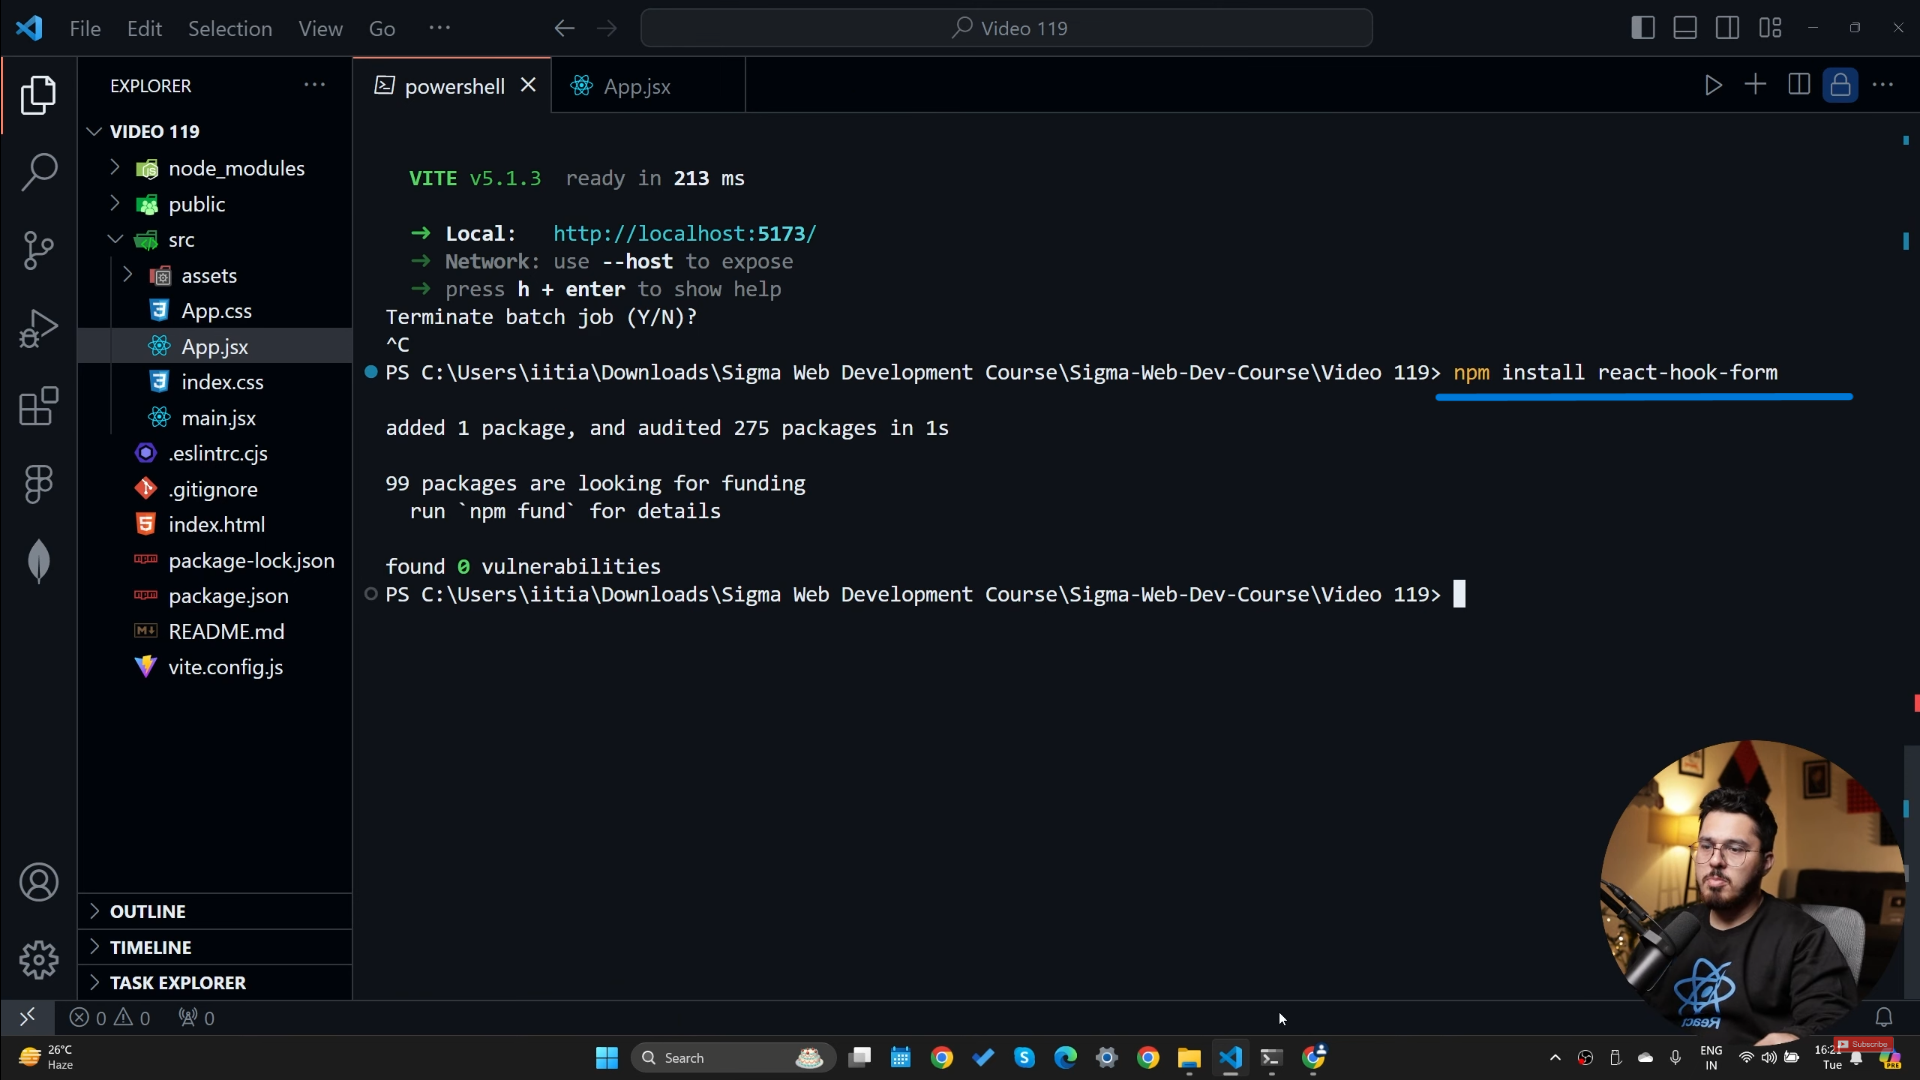 File Edit Selection View Go ···
Video 119
EXPLORER ···
powershell
App.jsx
VIDEO 119
node_modules
public
src
assets
App.css
App.jsx
index.css
main.jsx
.eslintrc.cjs
.gitignore
index.html
package-lock.json
package.json
README.md
vite.config.js
OUTLINE
TIMELINE
TASK EXPLORER
VITE v5.1.3 ready in 213 ms
➜ Local: http://localhost:5173/
➜ Network: use --host to expose
➜ press h + enter to show help
Terminate batch job (Y/N)?
^C
PS C:\Users\iitia\Downloads\Sigma Web Development Course\Sigma-Web-Dev-Course\Video 119> npm install react-hook-form
added 1 package, and audited 275 packages in 1s
99 packages are looking for funding
run `npm fund` for details
found 0 vulnerabilities
PS C:\Users\iitia\Downloads\Sigma Web Development Course\Sigma-Web-Dev-Course\Video 119>
React
0 0 0
26°C
Haze
Search
ENG
IN
Tue
Subscribe
PRE